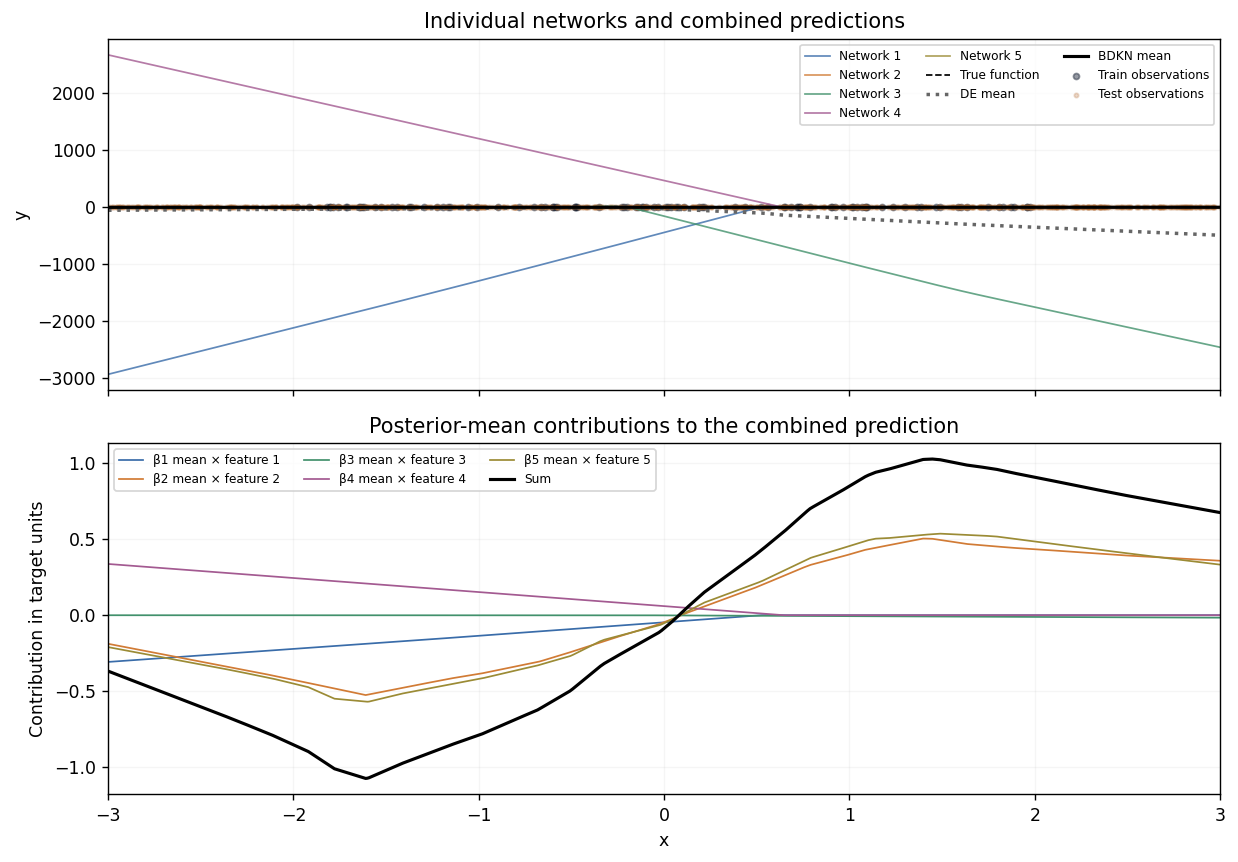 Individual networks and combined predictions
y
2000
1000
0
−1000
−2000
−3000
Network 1
Network 2
Network 3
Network 4
Network 5
True function
DE mean
BDKN mean
Train observations
Test observations
Posterior-mean contributions to the combined prediction
Contribution in target units
1.0
0.5
0.0
−0.5
−1.0
β1 mean × feature 1
β2 mean × feature 2
β3 mean × feature 3
β4 mean × feature 4
β5 mean × feature 5
Sum
−3 −2 −1 0 1 2 3
x